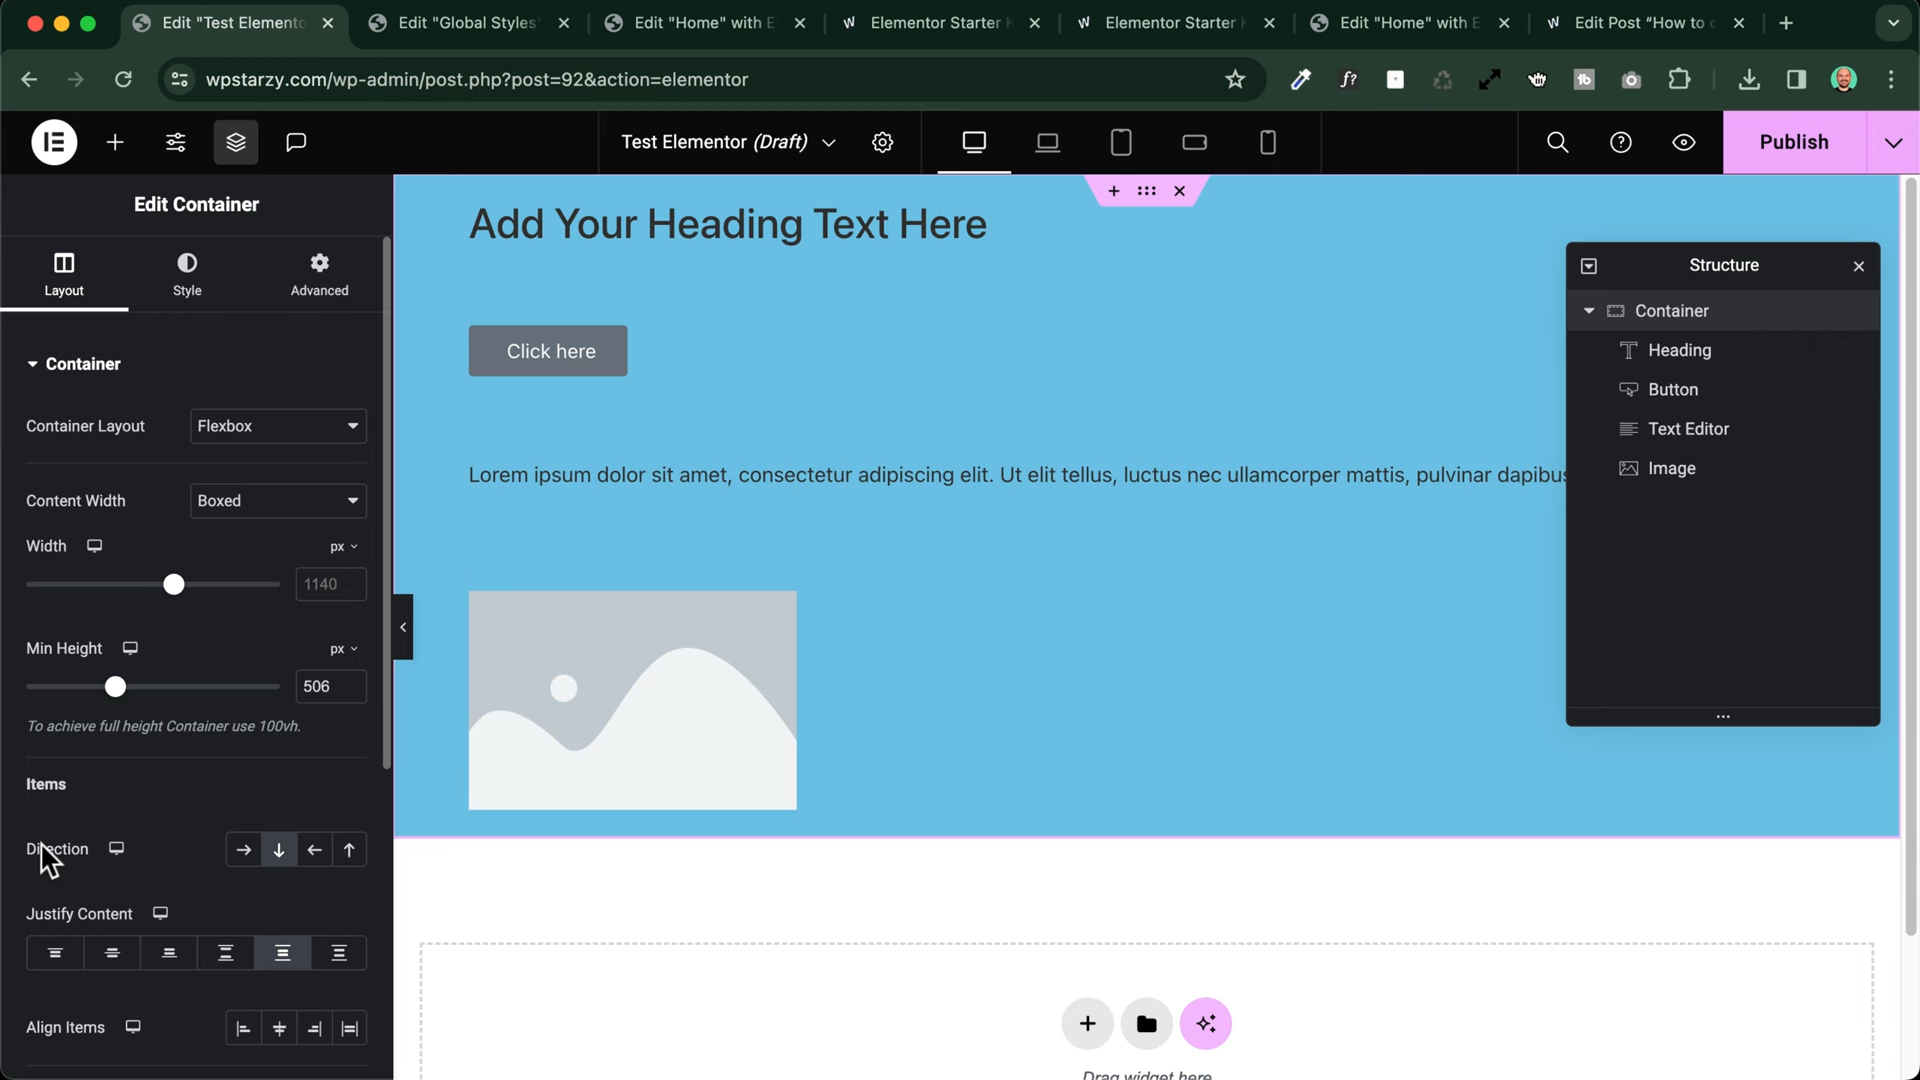 Edit "Test Elemento
Edit "Global Styles"
Edit "Home" with E
Elementor Starter K
Elementor Starter K
Edit "Home" with E
Edit Post “How to c
wpstarzy.com/wp-admin/post.php?post=92&action=elementor
Test Elementor (Draft)
Publish
Edit Container
Layout
Style
Advanced
Container
Container Layout
Flexbox
Content Width
Boxed
Width
px
1140
Min Height
px
506
To achieve full height Container use 100vh.
Items
Direction
Justify Content
Align Items
Add Your Heading Text Here
Click here
Lorem ipsum dolor sit amet, consectetur adipiscing elit. Ut elit tellus, luctus nec ullamcorper mattis, pulvinar dapibus
Structure
Container
Heading
Button
Text Editor
Image
Drag widget here